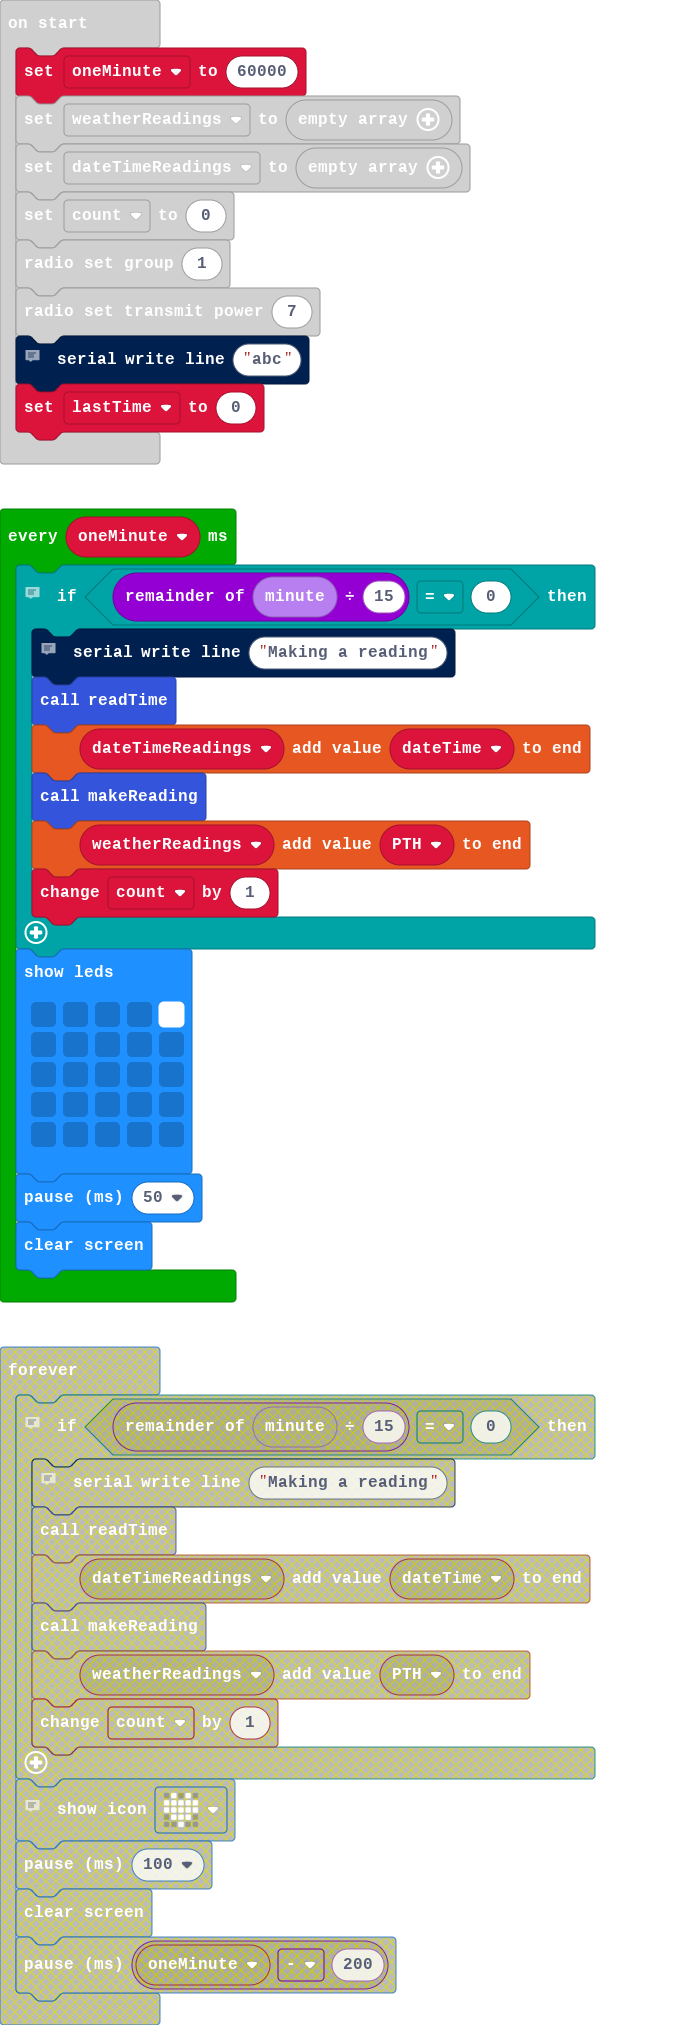 on start
set oneMinute to 60000
set weatherReadings to empty array
set dateTimeReadings to empty array
set count to 0
radio set group 1
radio set transmit power 7
serial write line "abc"
set lastTime to 0
every oneMinute ms
if remainder of minute ÷ 15 = 0 then
serial write line "Making a reading"
call readTime
dateTimeReadings add value dateTime to end
call makeReading
weatherReadings add value PTH to end
change count by 1
show leds
pause (ms) 50
clear screen
forever
if remainder of minute ÷ 15 = 0 then
serial write line "Making a reading"
call readTime
dateTimeReadings add value dateTime to end
call makeReading
weatherReadings add value PTH to end
change count by 1
show icon
pause (ms) 100
clear screen
pause (ms) oneMinute - 200